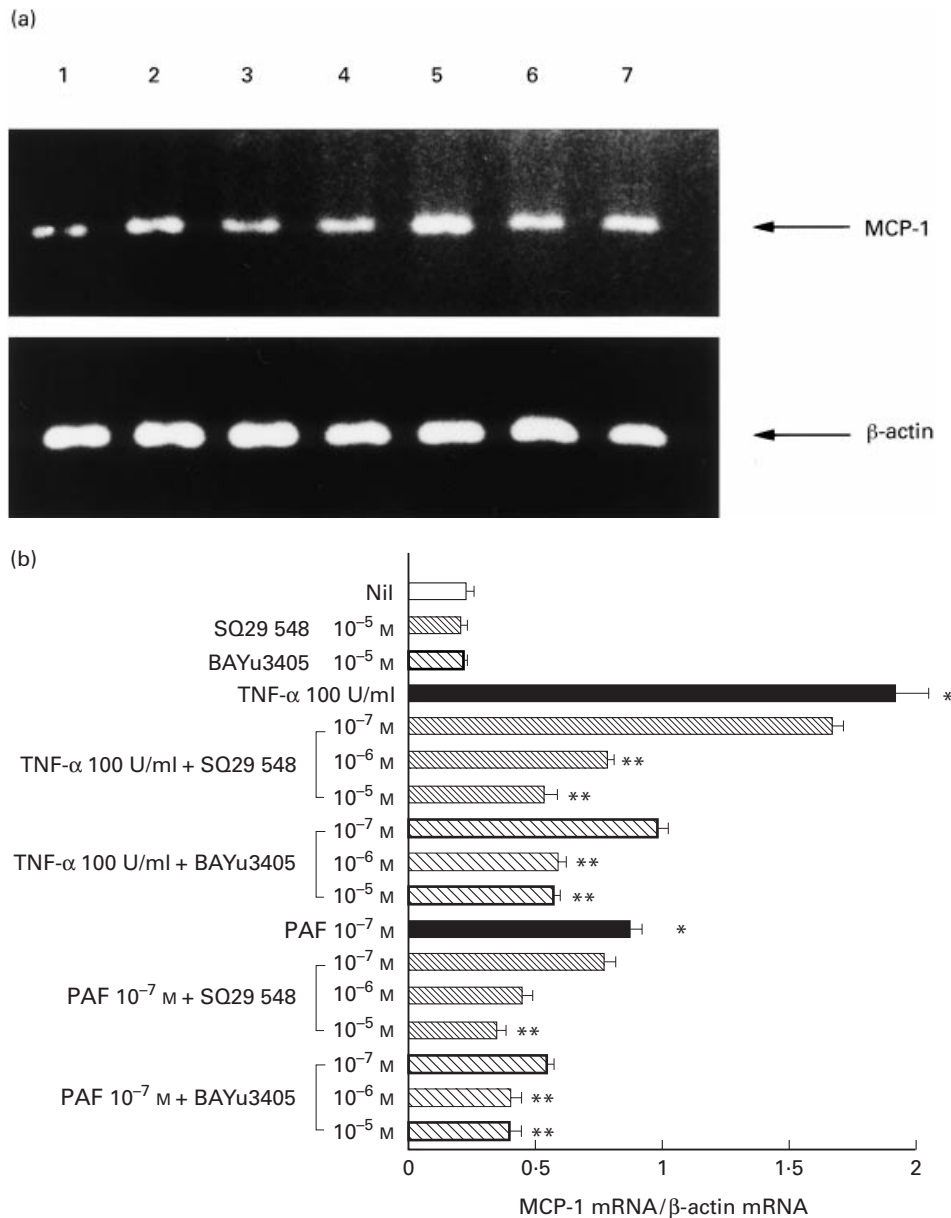 (a)
1 2 3 4 5 6 7
MCP-1
β-actin
(b)
Nil
SQ29 548 10⁻⁵ M
BAYu3405 10⁻⁵ M
TNF-α 100 U/ml *
10⁻⁷ M
TNF-α 100 U/ml + SQ29 548 10⁻⁶ M **
10⁻⁵ M **
10⁻⁷ M
TNF-α 100 U/ml + BAYu3405 10⁻⁶ M **
10⁻⁵ M **
PAF 10⁻⁷ M *
10⁻⁷ M
PAF 10⁻⁷ M + SQ29 548 10⁻⁶ M
10⁻⁵ M **
10⁻⁷ M
PAF 10⁻⁷ M + BAYu3405 10⁻⁶ M **
10⁻⁵ M **
0 0·5 1 1·5 2
MCP-1 mRNA/β-actin mRNA